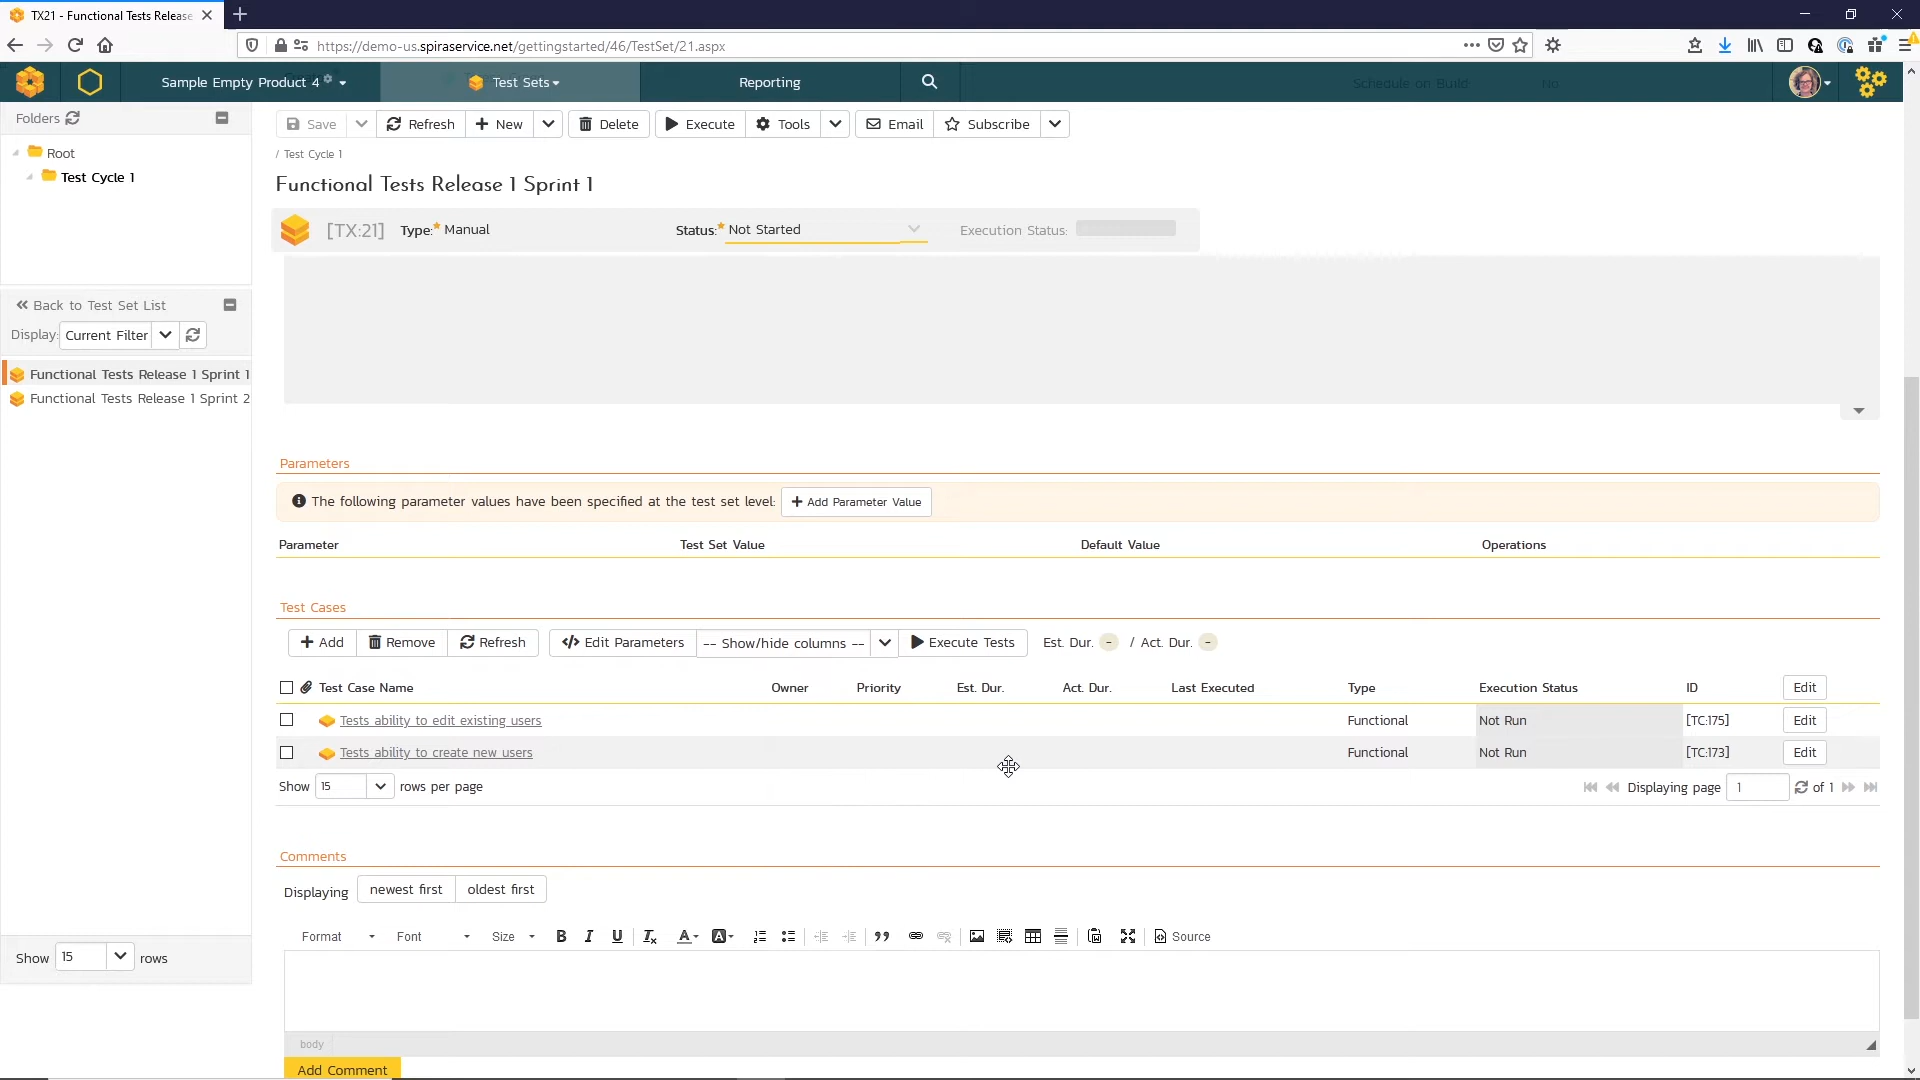 TX21 - Functional Tests Release
https://demo-us.spiraservice.net/gettingstarted/46/TestSet/21.aspx
Sample Empty Product 4 Test Sets Reporting Schedule on Build No
Folders
Save Refresh New Delete Execute Tools Email Subscribe
Root
/ Test Cycle 1
Test Cycle 1
Functional Tests Release 1 Sprint 1
[TX:21] Type:* Manual Status:* Not Started Execution Status:
Back to Test Set List
Display: Current Filter
Functional Tests Release 1 Sprint 1
Functional Tests Release 1 Sprint 2
Parameters
The following parameter values have been specified at the test set level: Add Parameter Value
Parameter Test Set Value Default Value Operations
Test Cases
Add Remove Refresh Edit Parameters -- Show/hide columns -- Execute Tests Est. Dur. - / Act. Dur. -
Test Case Name Owner Priority Est. Dur. Act. Dur. Last Executed Type Execution Status ID Edit
Tests ability to edit existing users Functional Not Run [TC:175] Edit
Tests ability to create new users Functional Not Run [TC:173] Edit
Show 15 rows per page Displaying page 1 of 1
Comments
Displaying newest first oldest first
Format Font Size B I U Tx A A Source
Show 15 rows
body
Add Comment